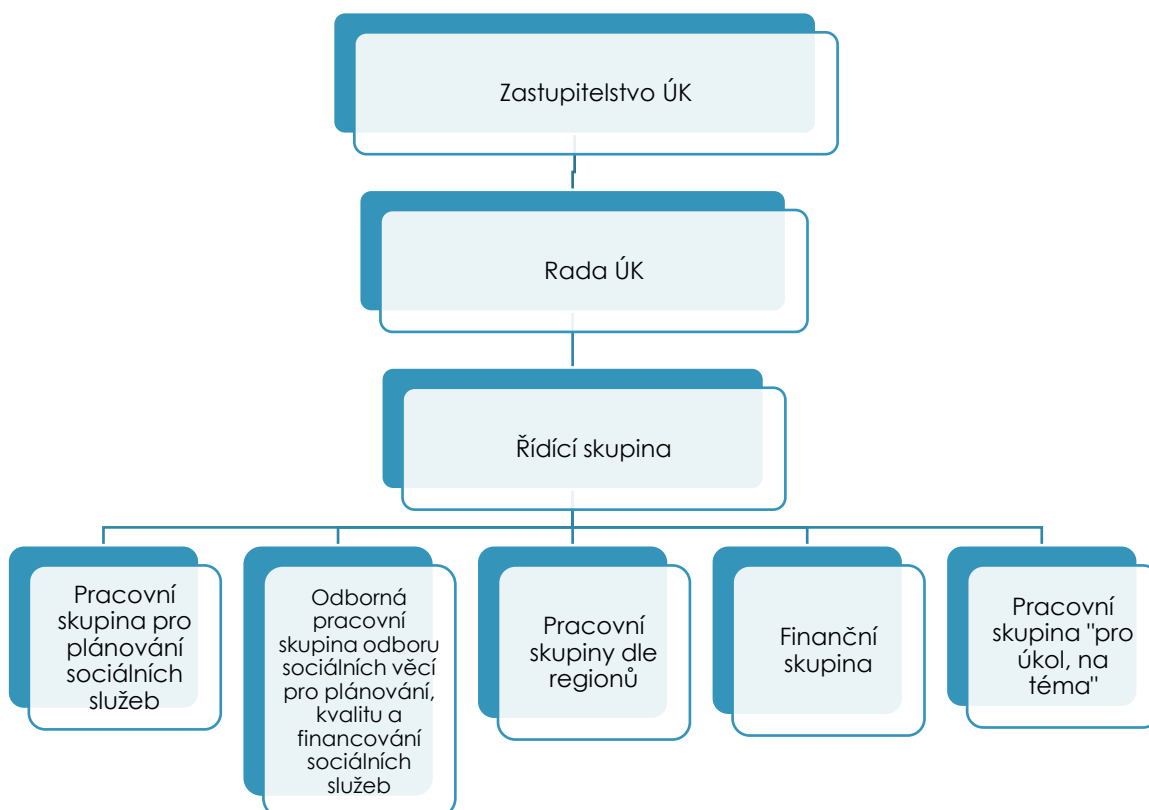 Zastupitelstvo ÚK
Rada ÚK
Řídící skupina
Pracovní
skupina pro
plánování
sociálních
služeb
Odborná
pracovní
skupina odboru
sociálních věcí
pro plánování,
kvalitu a
financování
sociálních
služeb
Pracovní
skupiny dle
regionů
Finanční
skupina
Pracovní
skupina "pro
úkol, na
téma"